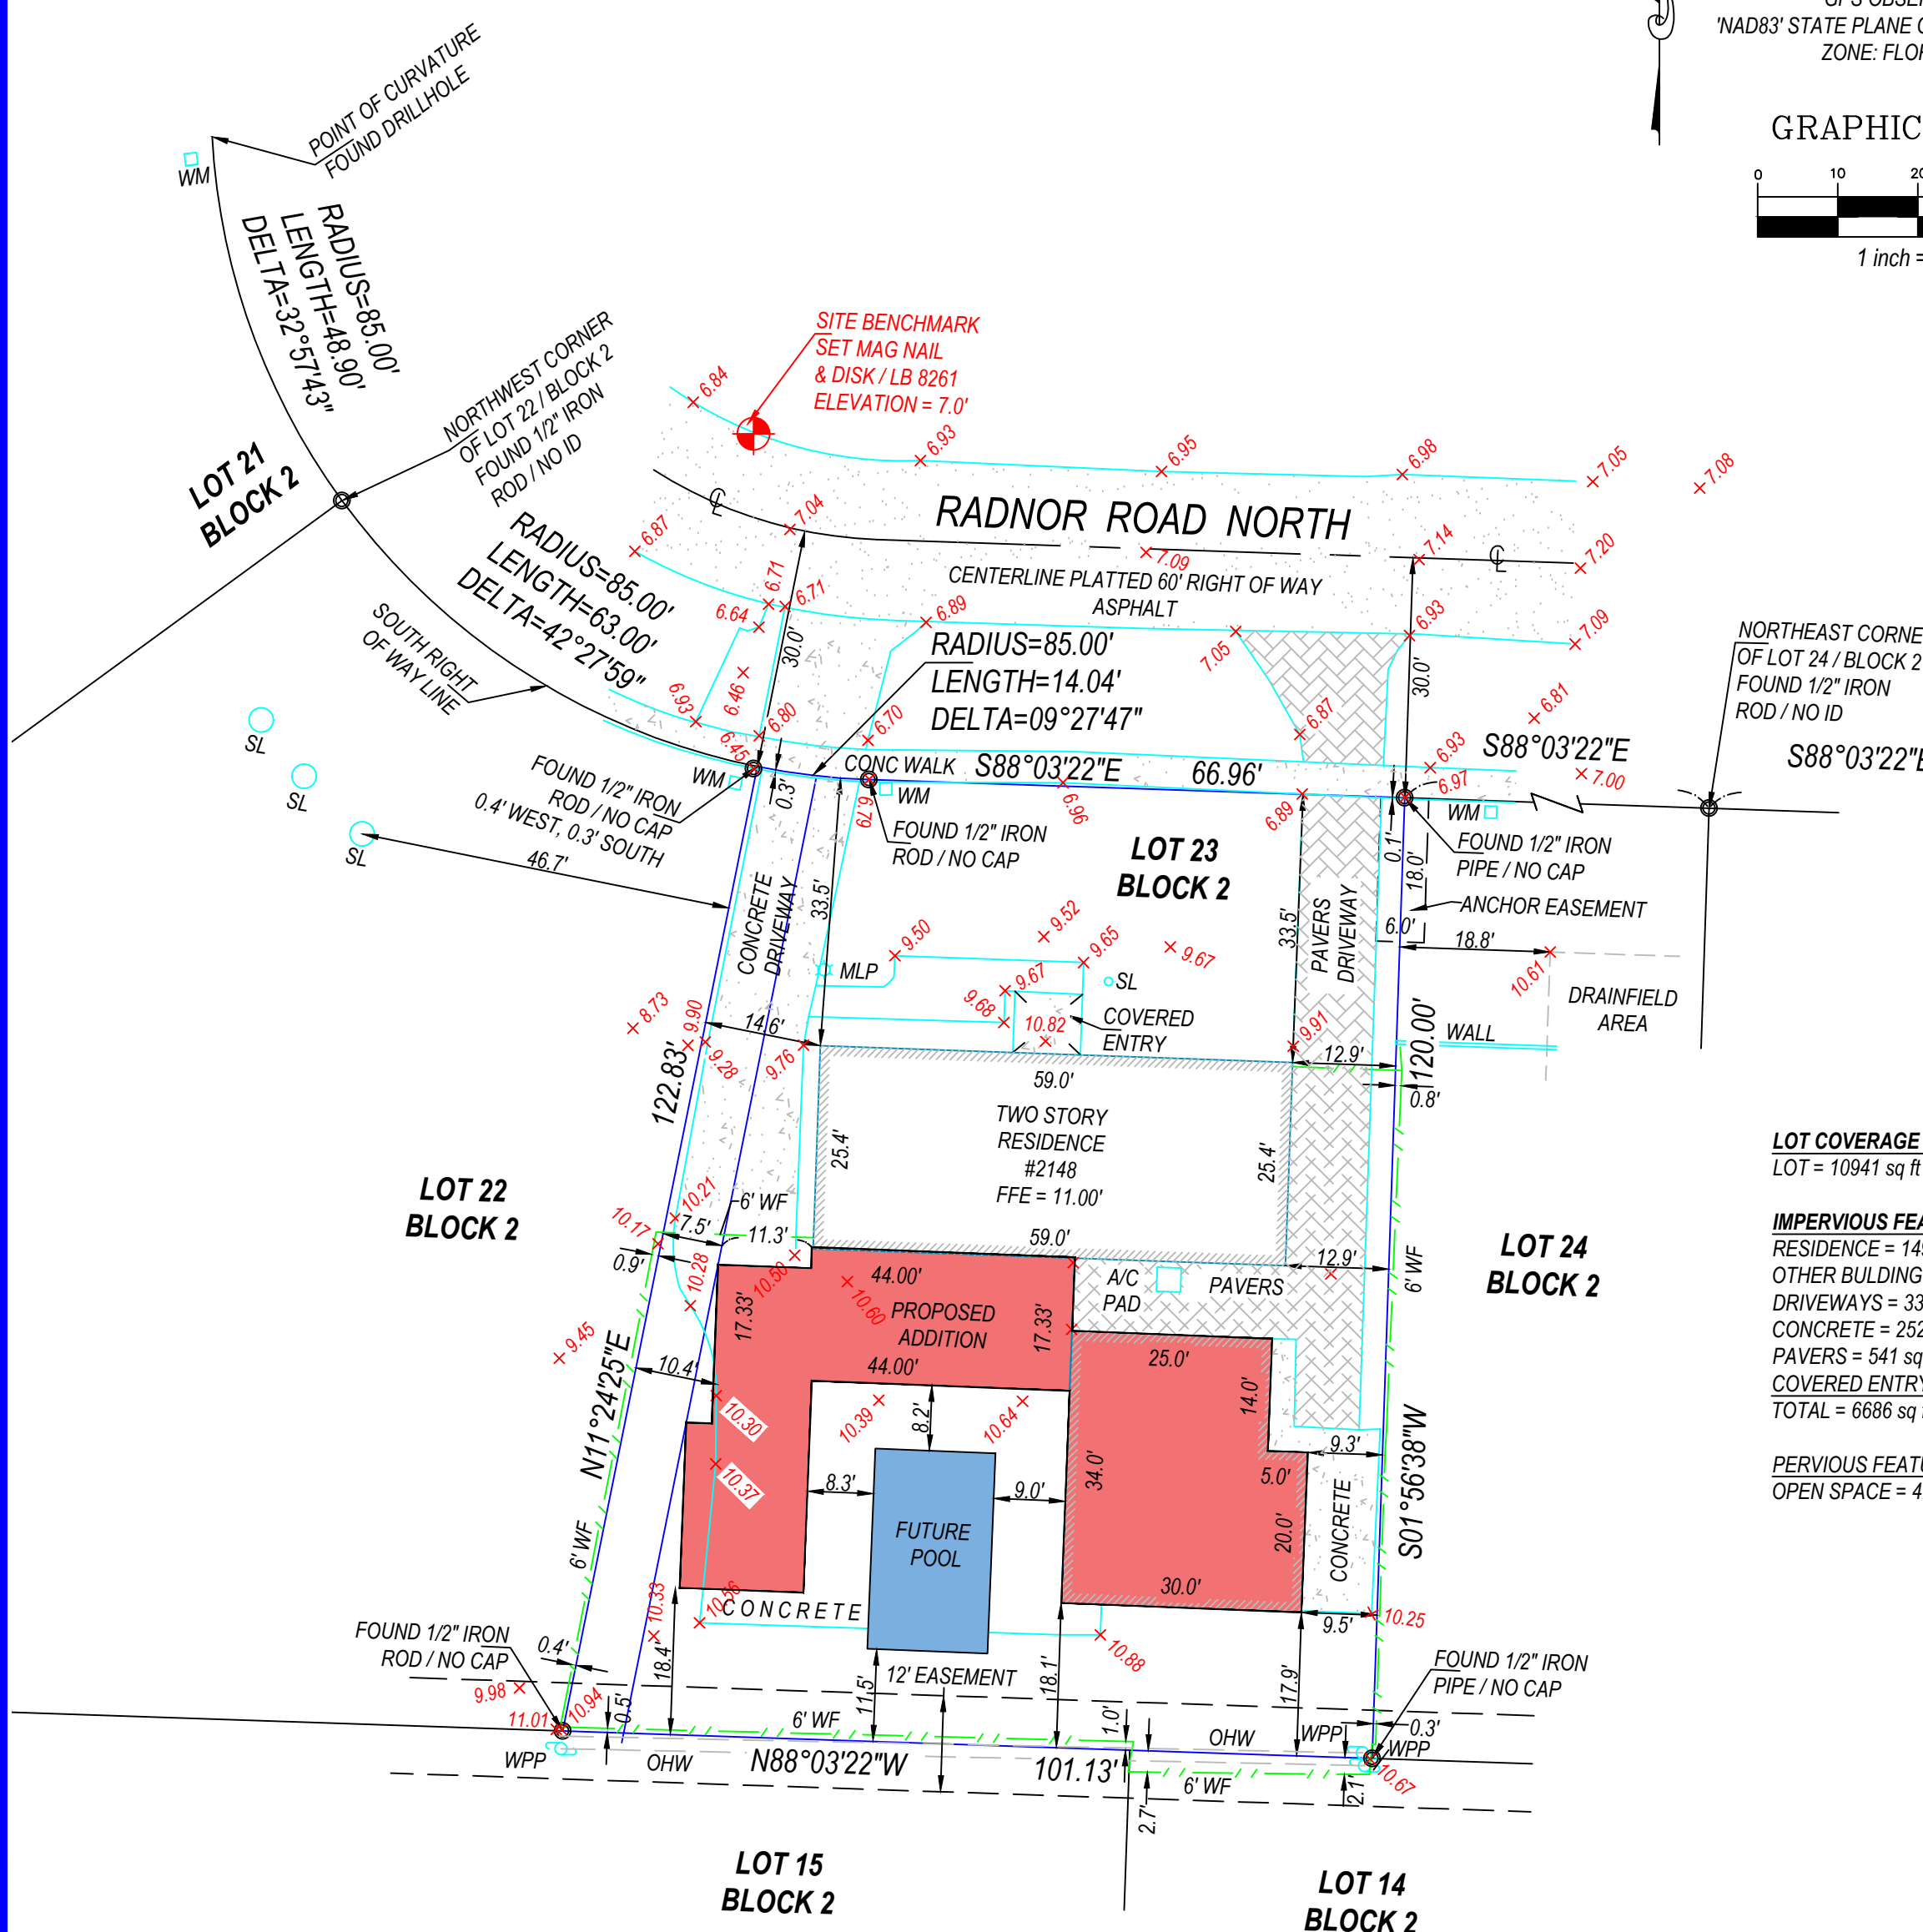 GPS OBSER
'NAD83' STATE PLANE C
ZONE: FLOR
GRAPHIC
0 10 20
1 inch =
POINT OF CURVATURE
FOUND DRILLHOLE
WM
RADIUS=85.00'
LENGTH=48.90'
DELTA=32°57'43"
NORTHWEST CORNER
OF LOT 22 / BLOCK 2
FOUND 1/2" IRON
ROD / NO ID
LOT 21
BLOCK 2
SITE BENCHMARK
SET MAG NAIL
& DISK / LB 8261
ELEVATION = 7.0'
6.84
6.93
6.95
6.98
7.05
7.08
RADNOR ROAD NORTH
7.04
7.09
7.14
7.20
CENTERLINE PLATTED 60' RIGHT OF WAY
ASPHALT
6.87
RADIUS=85.00'
LENGTH=63.00'
DELTA=42°27'59"
SOUTH RIGHT
OF WAY LINE
6.71
6.71
6.64
6.46
6.93
6.80
6.45
30.0'
6.89
6.70
RADIUS=85.00'
LENGTH=14.04'
DELTA=09°27'47"
7.05
6.87
6.93
7.09
30.0'
6.81
6.93
6.97
7.00
NORTHEAST CORNE
OF LOT 24 / BLOCK 2
FOUND 1/2" IRON
ROD / NO ID
S88°03'22"E
S88°03'22"E
CONC WALK
S88°03'22"E
66.96'
SL
SL
SL
46.7'
FOUND 1/2" IRON
ROD / NO CAP
0.4' WEST, 0.3' SOUTH
WM
0.3'
6.79
WM
FOUND 1/2" IRON
ROD / NO CAP
6.96
6.89
LOT 23
BLOCK 2
WM
FOUND 1/2" IRON
PIPE / NO CAP
0.1'
18.0'
ANCHOR EASEMENT
6.0'
18.8'
10.61
DRAINFIELD
AREA
WALL
CONCRETE
DRIVEWAY
33.5'
33.5'
PAVERS
DRIVEWAY
MLP
9.50
9.52
9.65
9.67
9.67
9.68
SL
10.82
COVERED
ENTRY
9.91
8.73
9.90
9.28
14.6'
9.76
122.83'
59.0'
12.9'
120.00'
0.8'
TWO STORY
RESIDENCE
#2148
FFE = 11.00'
25.4'
25.4'
59.0'
LOT 22
BLOCK 2
10.21
10.17
7.5'
6' WF
11.3'
0.9'
10.28
10.50
12.9'
6' WF
LOT 24
BLOCK 2
44.00'
10.60
PROPOSED
ADDITION
17.33'
17.33'
44.00'
A/C
PAD
PAVERS
9.45
N11°24'25"E
10.4'
10.30
10.37
10.39
8.2'
10.64
25.0'
14.0'
5.0'
9.3'
34.0'
20.0'
30.0'
8.3'
9.0'
FUTURE
POOL
CONCRETE
S01°56'38"W
6' WF
10.33
10.56
CONCRETE
9.5'
10.25
FOUND 1/2" IRON
ROD / NO CAP
0.4'
18.4'
11.5'
12' EASEMENT
18.1'
10.88
17.9'
FOUND 1/2" IRON
PIPE / NO CAP
9.98
11.01
10.94
0.5'
6' WF
1.0'
OHW
WPP
0.3'
WPP
WPP
OHW
N88°03'22"W
101.13'
6' WF
2.7'
2.1'
10.67
LOT 15
BLOCK 2
LOT 14
BLOCK 2
LOT COVERAGE
LOT = 10941 sq ft
IMPERVIOUS FEA
RESIDENCE = 149
OTHER BULDING
DRIVEWAYS = 33
CONCRETE = 252
PAVERS = 541 sq
COVERED ENTRY
TOTAL = 6686 sq f
PERVIOUS FEATU
OPEN SPACE = 4